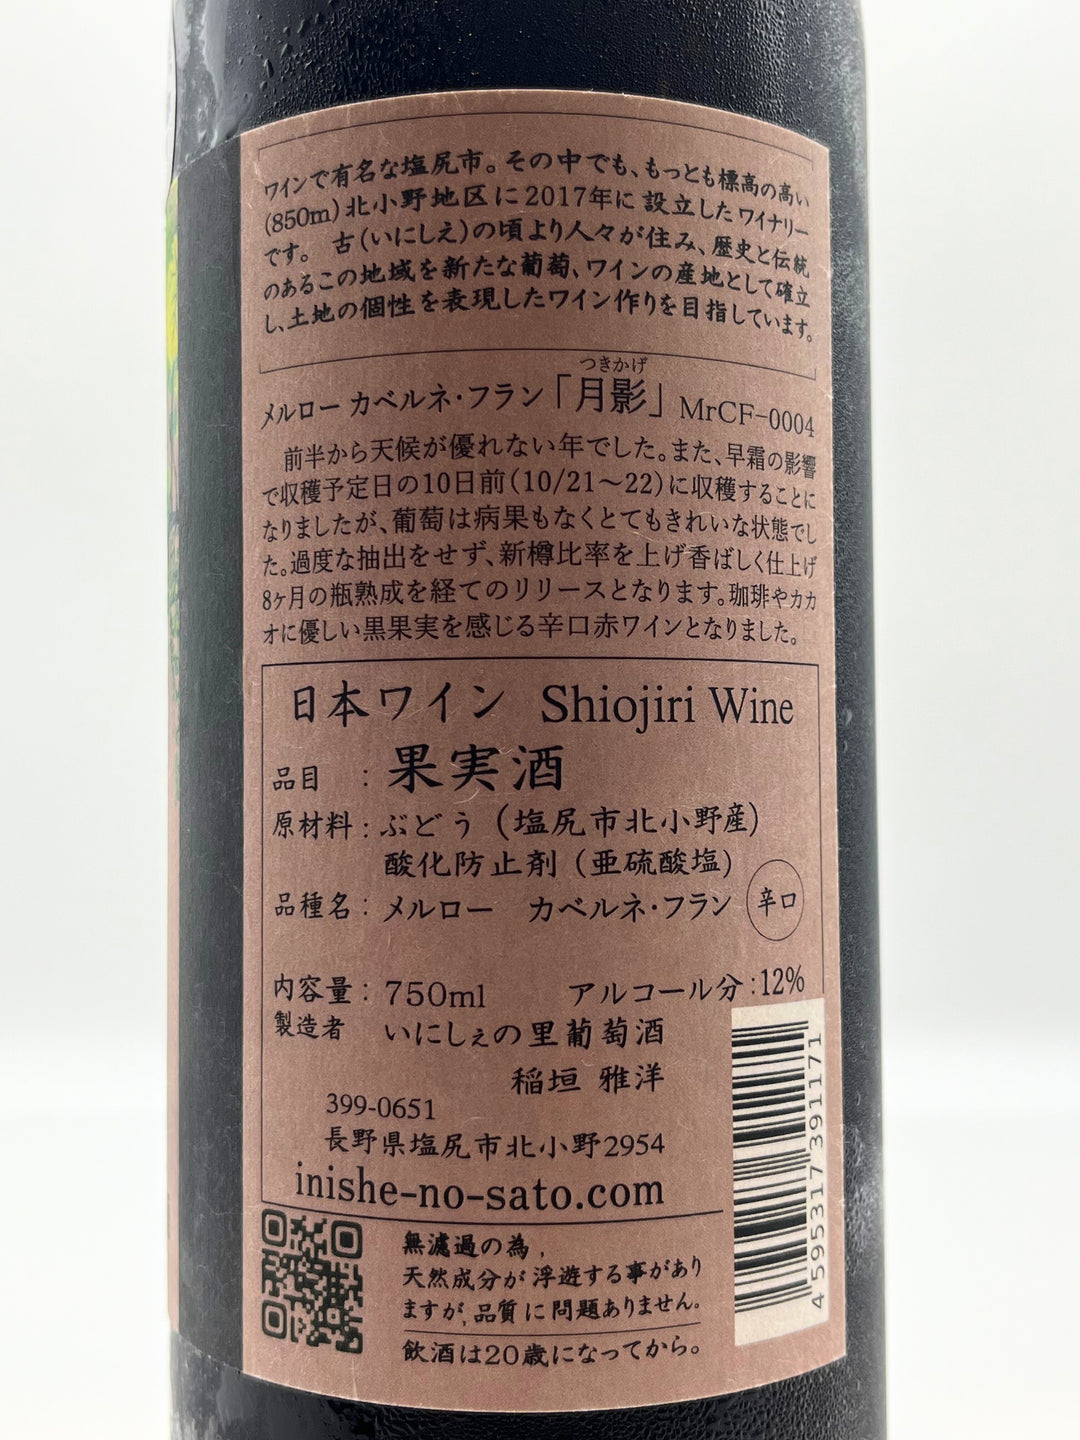 ワインで有名な塩尻市。その中でも、もっとも標高の高い
(850m)北小野地区に2017年に設立したワイナリー
です。 古(いにしえ)の頃より人々が住み、歴史と伝統
のあるこの地域を新たな葡萄、ワインの産地として確立
し、土地の個性を表現したワイン作りを目指しています。
つきかげ
メルロー カベルネ・フラン「月影」 MrCF-0004
前半から天候が優れない年でした。また、早霜の影響
で収穫予定日の10日前(10/21～22)に収穫することに
なりましたが、葡萄は病果もなくとてもきれいな状態でし
た。過度な抽出をせず、新樽比率を上げ香ばしく仕上げ
8ヶ月の瓶熟成を経てのリリースとなります。珈琲やカカ
オに優しい黒果実を感じる辛口赤ワインとなりました。
日本ワイン Shiojiri Wine
品目 : 果実酒
原材料 : ぶどう (塩尻市北小野産)
酸化防止剤 (亜硫酸塩)
品種名 : メルロー カベルネ・フラン 辛口
内容量 : 750ml アルコール分 : 12%
製造者 いにしぇの里葡萄酒
稲垣 雅洋
399-0651
長野県塩尻市北小野2954
inishe-no-sato.com
無濾過の為,
天然成分が浮遊する事があり
ますが,品質に問題ありません。
飲酒は20歳になってから。
4595317391171